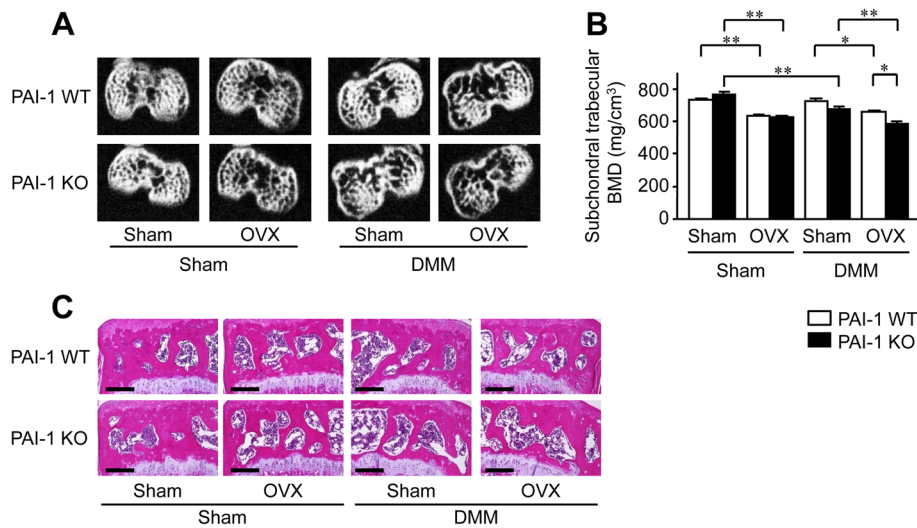 A
PAI-1 WT
PAI-1 KO
Sham OVX Sham OVX
Sham DMM
B
** **
** *
** *
Subchondral trabecular
BMD (mg/cm³)
800
600
400
200
0
Sham OVX Sham OVX
Sham DMM
PAI-1 WT
PAI-1 KO
C
PAI-1 WT
PAI-1 KO
Sham OVX Sham OVX
Sham DMM